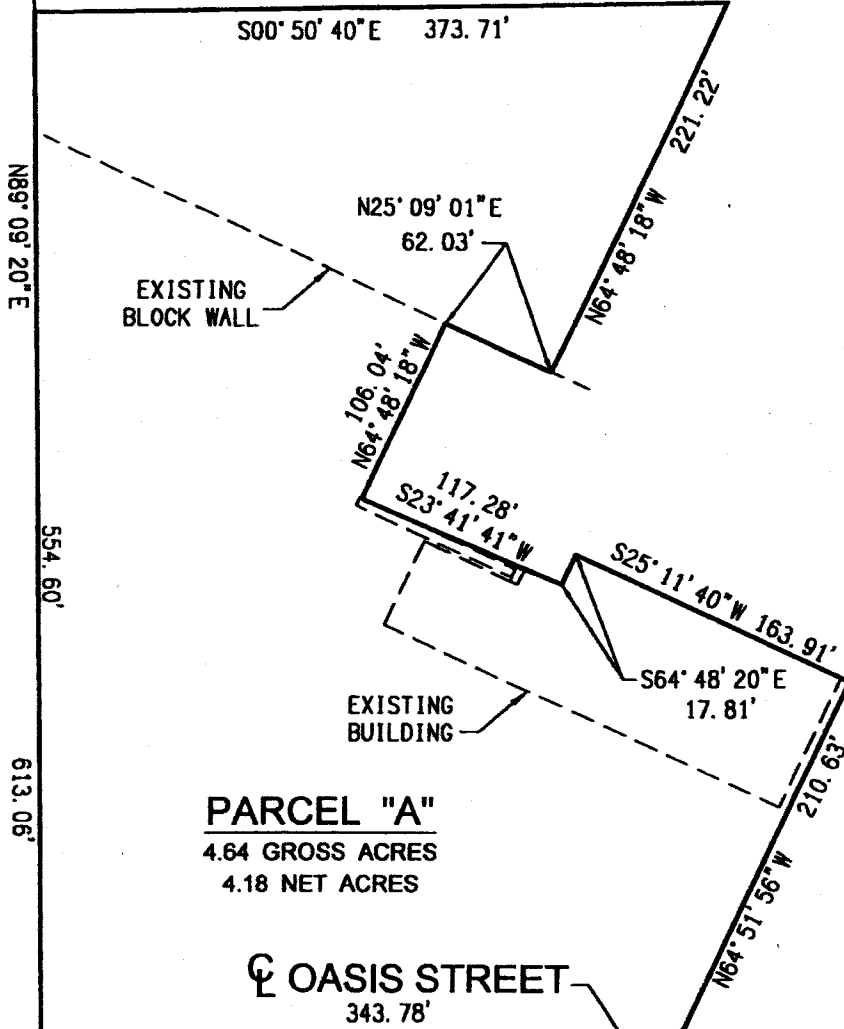 S00°50'40"E 373.71'
221.22'
N64°48'18"W
N25°09'01"E
62.03'
N89°09'20"E
EXISTING
BLOCK WALL
106.04'
N64°48'18"W
117.28'
S23°41'41"W
S25°11'40"W 163.91'
554.60'
S64°48'20"E
17.81'
EXISTING
BUILDING
210.63'
N64°51'56"W
613.06'
PARCEL "A"
4.64 GROSS ACRES
4.18 NET ACRES
℄ OASIS STREET
343.78'